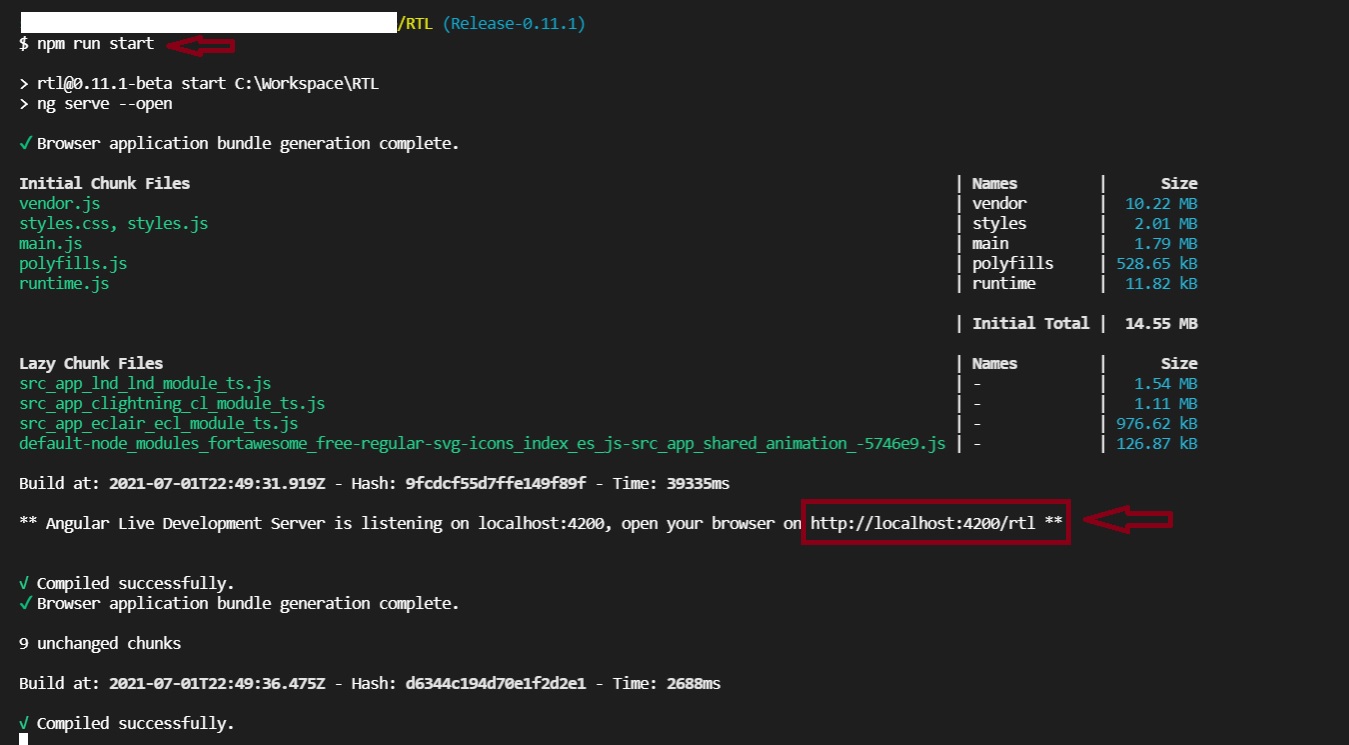 /RTL (Release-0.11.1)
$ npm run start
> rtl@0.11.1-beta start C:\Workspace\RTL
> ng serve --open
✓ Browser application bundle generation complete.
Initial Chunk Files | Names | Size
vendor.js | vendor | 10.22 MB
styles.css, styles.js | styles | 2.01 MB
main.js | main | 1.79 MB
polyfills.js | polyfills | 528.65 kB
runtime.js | runtime | 11.82 kB
| Initial Total | 14.55 MB
Lazy Chunk Files | Names | Size
src_app_lnd_lnd_module_ts.js | - | 1.54 MB
src_app_clightning_cl_module_ts.js | - | 1.11 MB
src_app_eclair_ecl_module_ts.js | - | 976.62 kB
default-node_modules_fortawesome_free-regular-svg-icons_index_es_js-src_app_shared_animation_-5746e9.js | - | 126.87 kB
Build at: 2021-07-01T22:49:31.919Z - Hash: 9fcdcf55d7ffe149f89f - Time: 39335ms
** Angular Live Development Server is listening on localhost:4200, open your browser on http://localhost:4200/rtl **
√ Compiled successfully.
✓ Browser application bundle generation complete.
9 unchanged chunks
Build at: 2021-07-01T22:49:36.475Z - Hash: d6344c194d70e1f2d2e1 - Time: 2688ms
√ Compiled successfully.